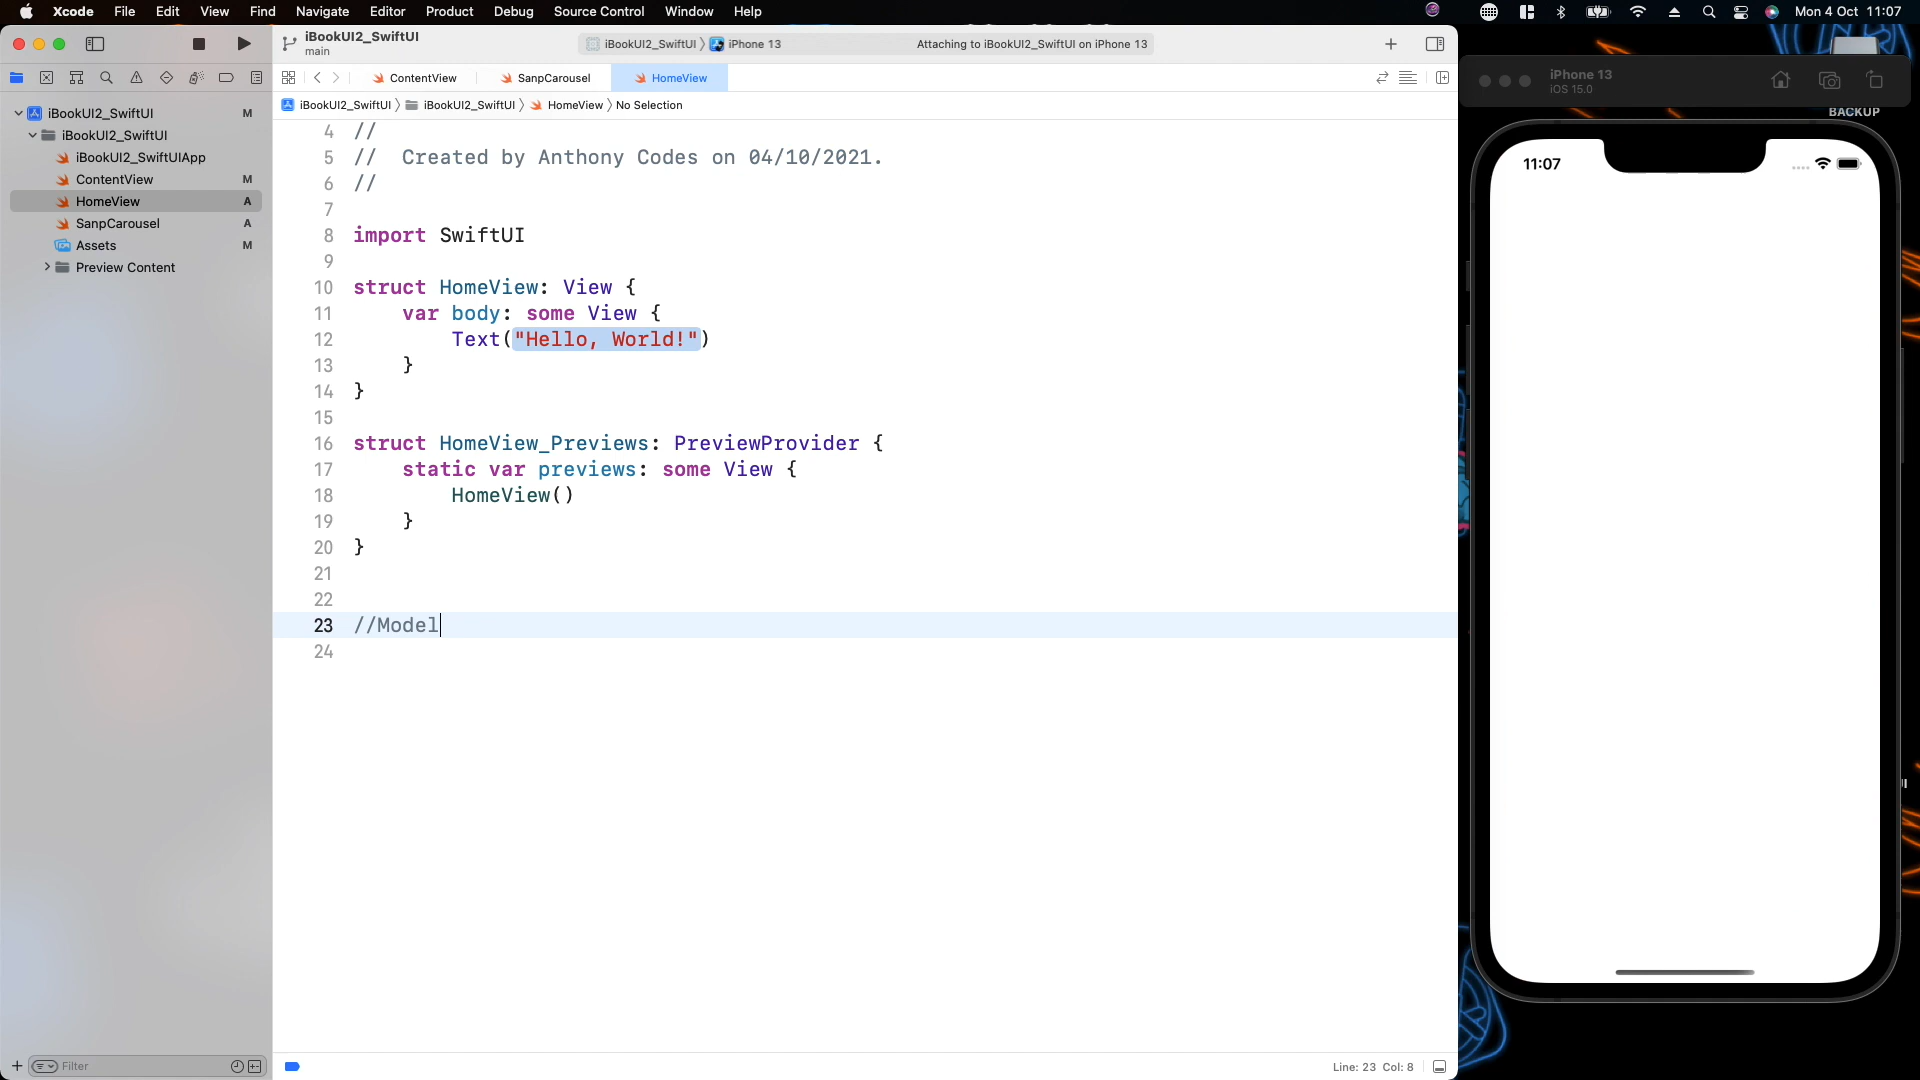 Xcode File Edit View Find Navigate Editor Product Debug Source Control Window Help Mon 4 Oct 11:07
iBookUI2_SwiftUI
main
iBookUI2_SwiftUI iPhone 13 Attaching to iBookUI2_SwiftUI on iPhone 13
ContentView SanpCarousel HomeView
iBookUI2_SwiftUI iBookUI2_SwiftUI HomeView No Selection
iBookUI2_SwiftUI M
iBookUI2_SwiftUI
iBookUI2_SwiftUIApp
ContentView M
HomeView A
SanpCarousel A
Assets M
Preview Content
Filter
4 //
5 //  Created by Anthony Codes on 04/10/2021.
6 //
7
8 import SwiftUI
9
10 struct HomeView: View {
11     var body: some View {
12         Text("Hello, World!")
13     }
14 }
15
16 struct HomeView_Previews: PreviewProvider {
17     static var previews: some View {
18         HomeView()
19     }
20 }
21
22
23 //Model
24
Line: 23 Col: 8
iPhone 13
iOS 15.0
BACKUP
11:07